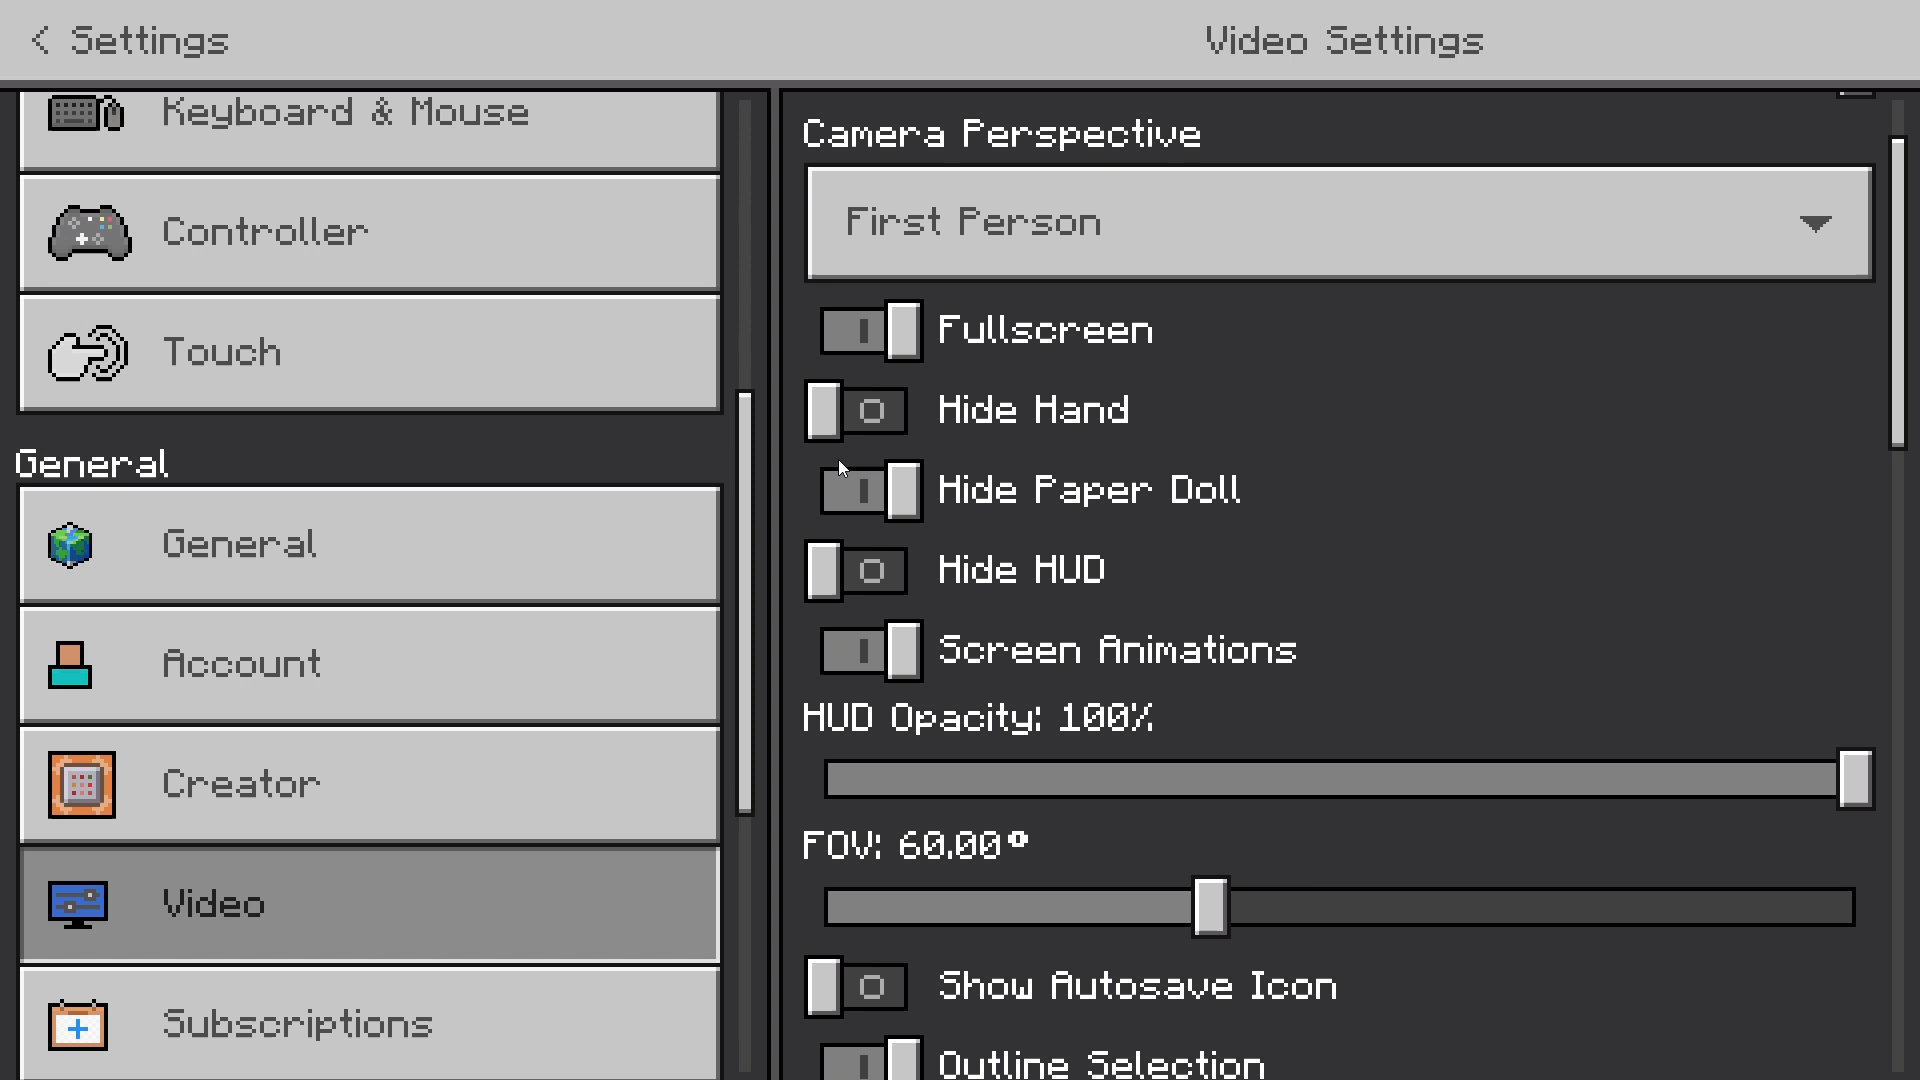 Settings
Video Settings
Keyboard & Mouse
Controller
Touch
General
General
Account
Creator
Video
Subscriptions
Camera Perspective
First Person
Fullscreen
Hide Hand
Hide Paper Doll
Hide HUD
Screen Animations
HUD Opacity: 100%
FOV: 60.00°
Show Autosave Icon
Outline Selection